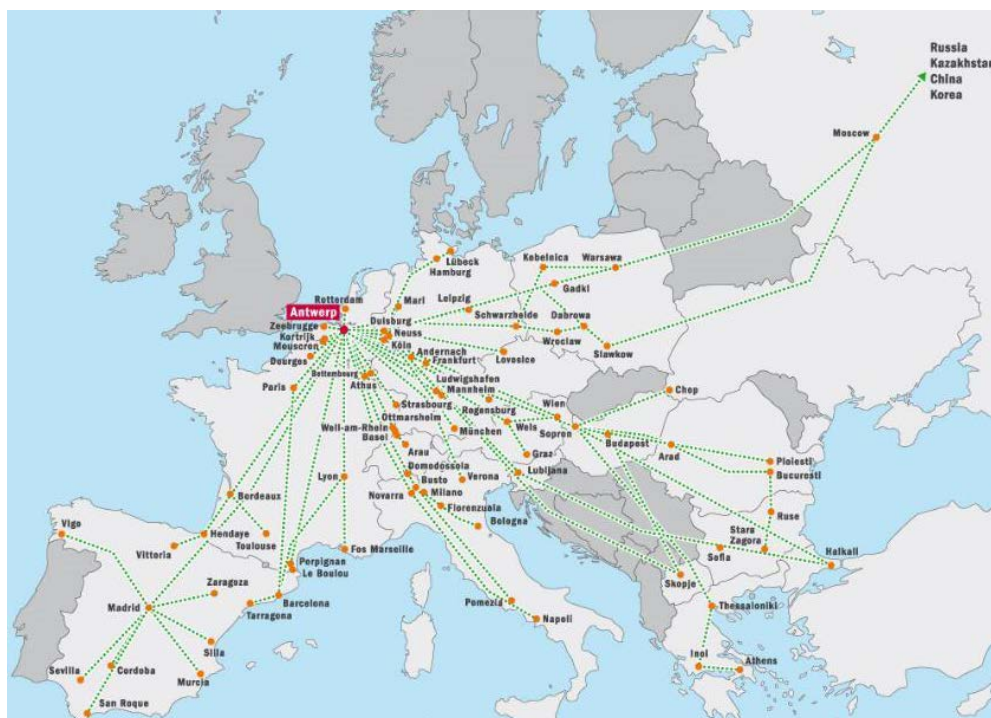 Russia
Kazakhstan
China
Korea
Moscow
Lübeck
Hamburg
Kobelnica
Warsawa
Gadki
Rotterdam
Marl
Leipzig
Antwerp
Schwarzheide
Dabrowa
Zeebrugge
Duisburg
Neuss
Kortrijk
Köln
Wroclaw
Meuscron
Andernach
Slawkow
Dourges
Frankfurt
Lovosice
Bettembourg
Athus
Ludwigshafen
Paris
Mannheim
Chop
Strasbourg
Regensburg
Wien
Ottmarsheim
Weil-am-Rhein
München
Wels
Sopron
Basel
Budapest
Arau
Graz
Arad
Ploiesti
Domedossola
Lubljana
Bucurosti
Lyon
Busto
Verona
Novarra
Milano
Bordeaux
Fiorenzuala
Ruse
Vigo
Bologna
Stara
Zagora
Hendaye
Toulouse
Vittoria
Fos Marseille
Sofia
Halkali
Perpignan
Le Boulou
Skopje
Zaragoza
Madrid
Barcelona
Pomezia
Thessaloniki
Tarragona
Napoli
Silla
Inoi
Athens
Sevilla
Cordoba
Murcia
San Roque